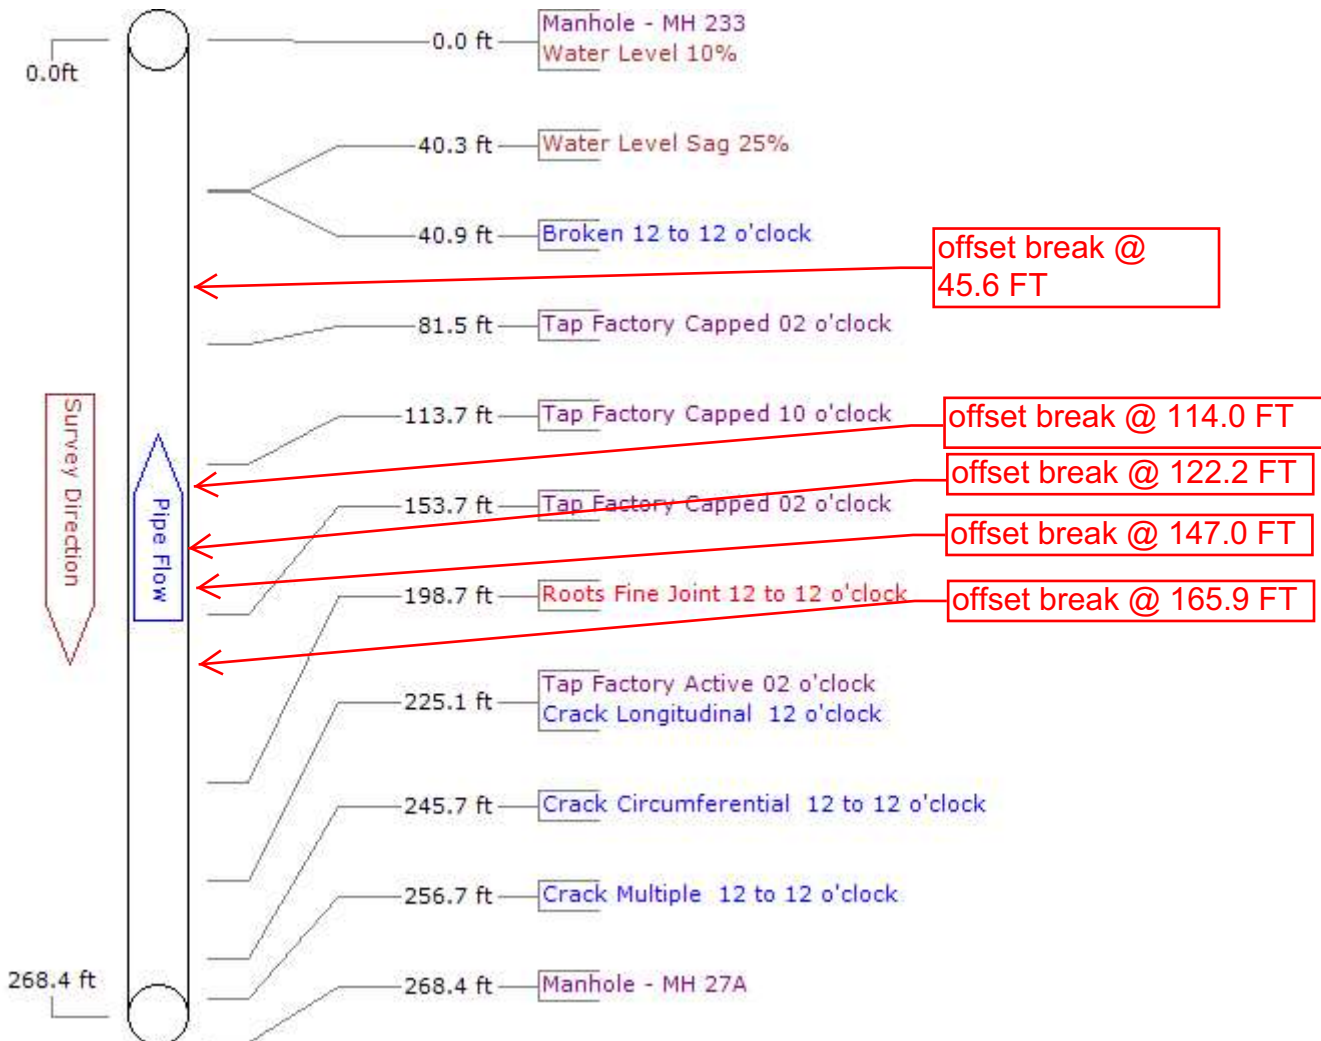 0.0ft
0.0 ft
Manhole - MH 233
Water Level 10%
40.3 ft
Water Level Sag 25%
40.9 ft
Broken 12 to 12 o'clock
offset break @
45.6 FT
81.5 ft
Tap Factory Capped 02 o'clock
Survey Direction
Pipe Flow
113.7 ft
Tap Factory Capped 10 o'clock
offset break @ 114.0 FT
offset break @ 122.2 FT
153.7 ft
Tap Factory Capped 02 o'clock
offset break @ 147.0 FT
198.7 ft
Roots Fine Joint 12 to 12 o'clock
offset break @ 165.9 FT
225.1 ft
Tap Factory Active 02 o'clock
Crack Longitudinal  12 o'clock
245.7 ft
Crack Circumferential  12 to 12 o'clock
256.7 ft
Crack Multiple  12 to 12 o'clock
268.4 ft
268.4 ft
Manhole - MH 27A